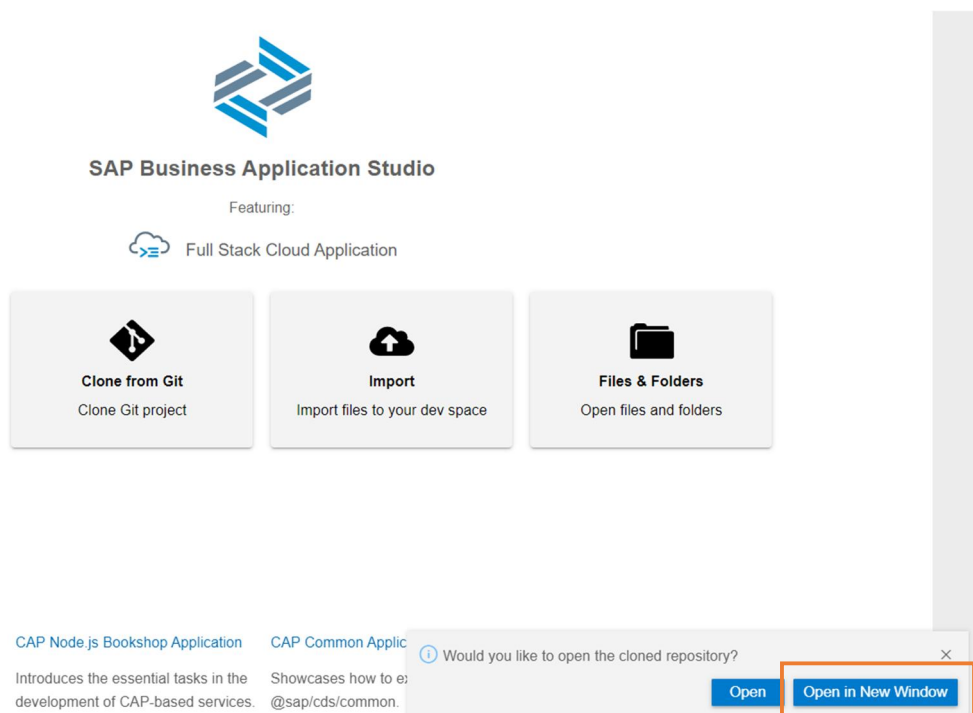 SAP Business Application Studio
Featuring:
Full Stack Cloud Application
Clone from Git
Clone Git project
Import
Import files to your dev space
Files & Folders
Open files and folders
CAP Node.js Bookshop Application
Introduces the essential tasks in the
development of CAP-based services.
CAP Common Applic
Showcases how to ex
@sap/cds/common.
Would you like to open the cloned repository?
Open
Open in New Window